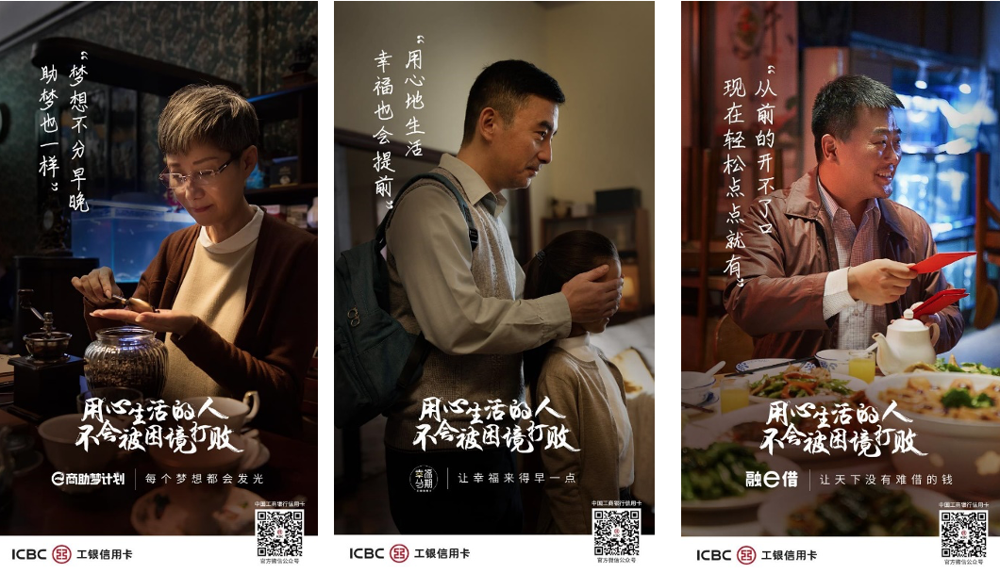 “梦想不分早晚
助梦也一样”
用心生活的人
不会被困境打败
e商助梦计划
每个梦想都会发光
中国工商银行信用卡
ICBC 工银信用卡
官方微信公众号
“用心地生活
幸福也会提前”
用心生活的人
不会被困境打败
幸福分期
让幸福来得早一点
中国工商银行信用卡
ICBC 工银信用卡
官方微信公众号
“从前的开不了口
现在轻松点点就有”
用心生活的人
不会被困境打败
融e借
让天下没有难借的钱
中国工商银行信用卡
ICBC 工银信用卡
官方微信公众号